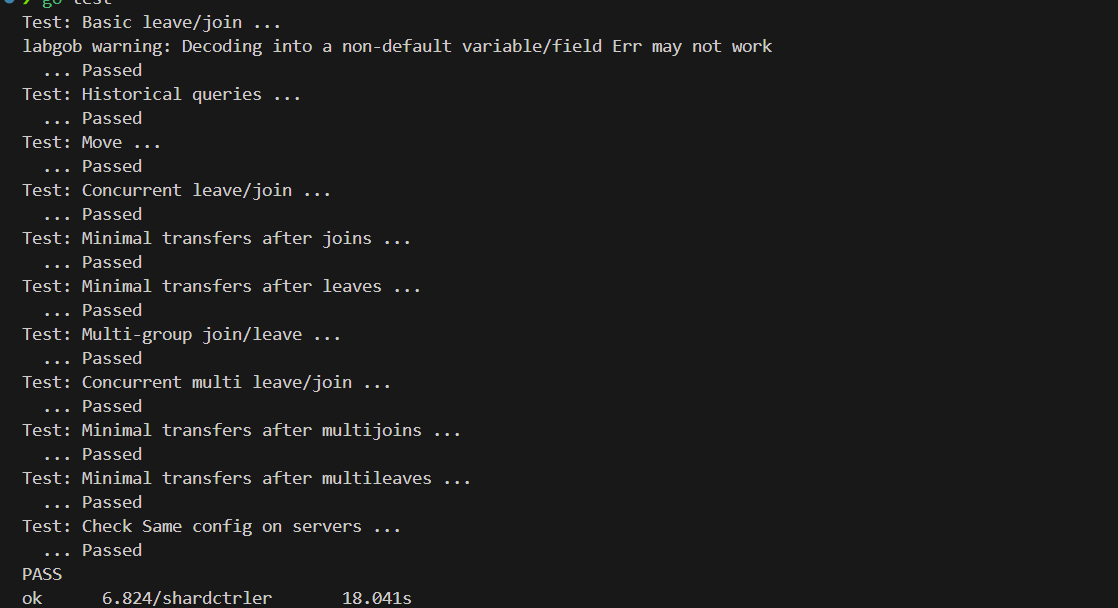 go test
Test: Basic leave/join ...
labgob warning: Decoding into a non-default variable/field Err may not work
  ... Passed
Test: Historical queries ...
  ... Passed
Test: Move ...
  ... Passed
Test: Concurrent leave/join ...
  ... Passed
Test: Minimal transfers after joins ...
  ... Passed
Test: Minimal transfers after leaves ...
  ... Passed
Test: Multi-group join/leave ...
  ... Passed
Test: Concurrent multi leave/join ...
  ... Passed
Test: Minimal transfers after multijoins ...
  ... Passed
Test: Minimal transfers after multileaves ...
  ... Passed
Test: Check Same config on servers ...
  ... Passed
PASS
ok      6.824/shardctrler       18.041s